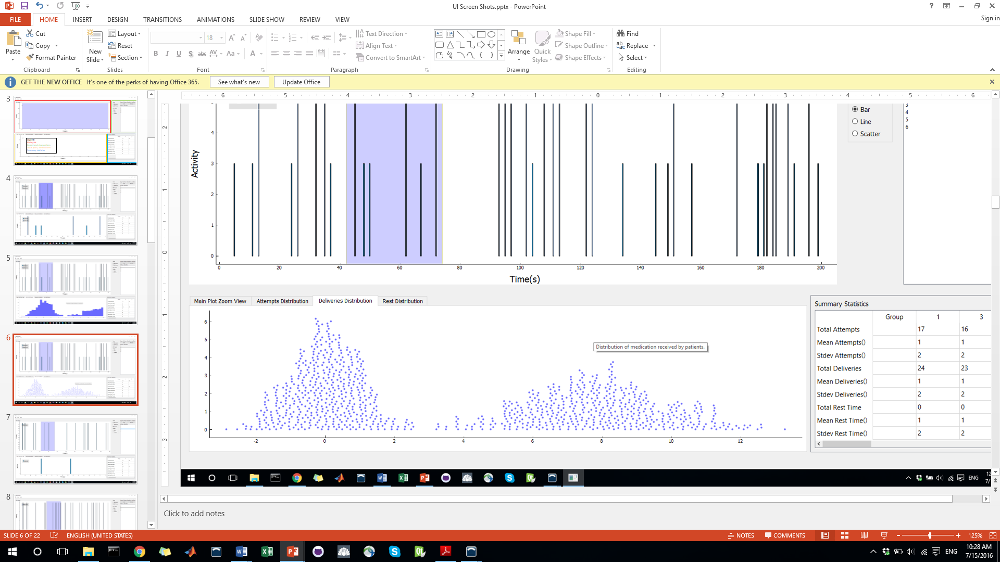 UI Screen Shots.pptx - PowerPoint
Sign in
FILE HOME INSERT DESIGN TRANSITIONS ANIMATIONS SLIDE SHOW REVIEW VIEW
Paste
Cut
Copy
Format Painter
Clipboard
New Slide
Layout
Reset
Section
Slides
18
Font
Text Direction
Align Text
Convert to SmartArt
Paragraph
Arrange
Quick Styles
Shape Fill
Shape Outline
Shape Effects
Drawing
Find
Replace
Select
Editing
GET THE NEW OFFICE It's one of the perks of having Office 365. See what's new Update Office
3
4
5
6
7
8
6 5 4 3 2 1 0 1 2 3 4 5 6
2 1 0 1 2 3
Activity
5
4
3
2
1
0
0 20 40 60 80 100 120 140 160 180 200
Time(s)
Bar
Line
Scatter
3
4
5
6
Main Plot Zoom View Attempts Distribution Deliveries Distribution Rest Distribution
6
5
4
3
2
1
0
-2 0 2 4 6 8 10 12
Distribution of medication received by patients.
Summary Statistics
Group 1 3
Total Attempts 17 16
Mean Attempts() 1 1
Stdev Attempts() 2 2
Total Deliveries 24 23
Mean Deliveries() 1 1
Stdev Deliveries() 2 2
Total Rest Time 0 0
Mean Rest Time() 1 1
Stdev Rest Time() 2 2
ENG
Click to add notes
SLIDE 6 OF 22 ENGLISH (UNITED STATES) NOTES COMMENTS 125%
ENG
10:28 AM
7/15/2016